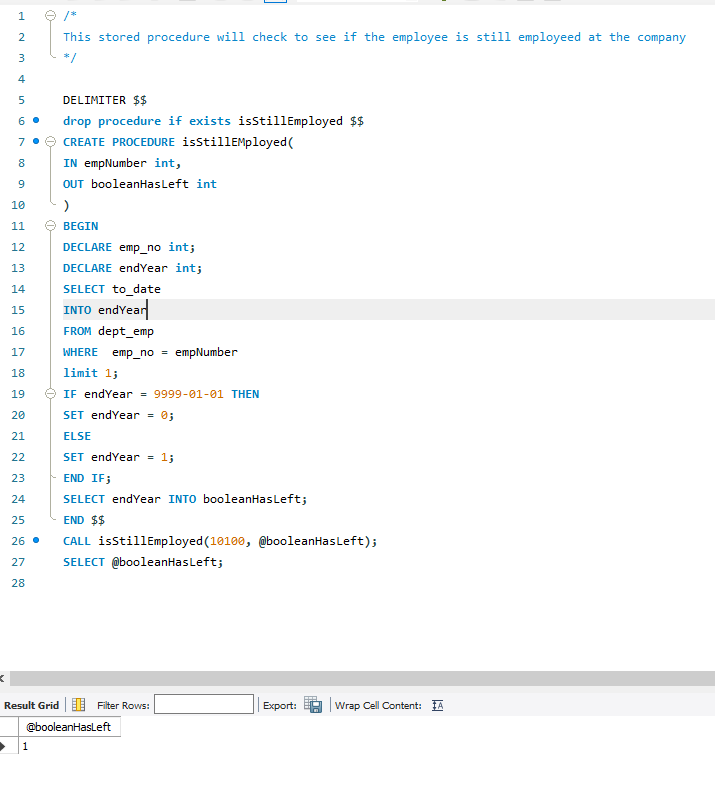 1 /*
2 This stored procedure will check to see if the employee is still employeed at the company
3 */
4
5 DELIMITER $$
6 drop procedure if exists isStillEmployed $$
7 CREATE PROCEDURE isStillEMployed(
8 IN empNumber int,
9 OUT booleanHasLeft int
10 )
11 BEGIN
12 DECLARE emp_no int;
13 DECLARE endYear int;
14 SELECT to_date
15 INTO endYear
16 FROM dept_emp
17 WHERE  emp_no = empNumber
18 limit 1;
19 IF endYear = 9999-01-01 THEN
20 SET endYear = 0;
21 ELSE
22 SET endYear = 1;
23 END IF;
24 SELECT endYear INTO booleanHasLeft;
25 END $$
26 CALL isStillEmployed(10100, @booleanHasLeft);
27 SELECT @booleanHasLeft;
28
Result Grid Filter Rows: Export: Wrap Cell Content: IA
@booleanHasLeft
1